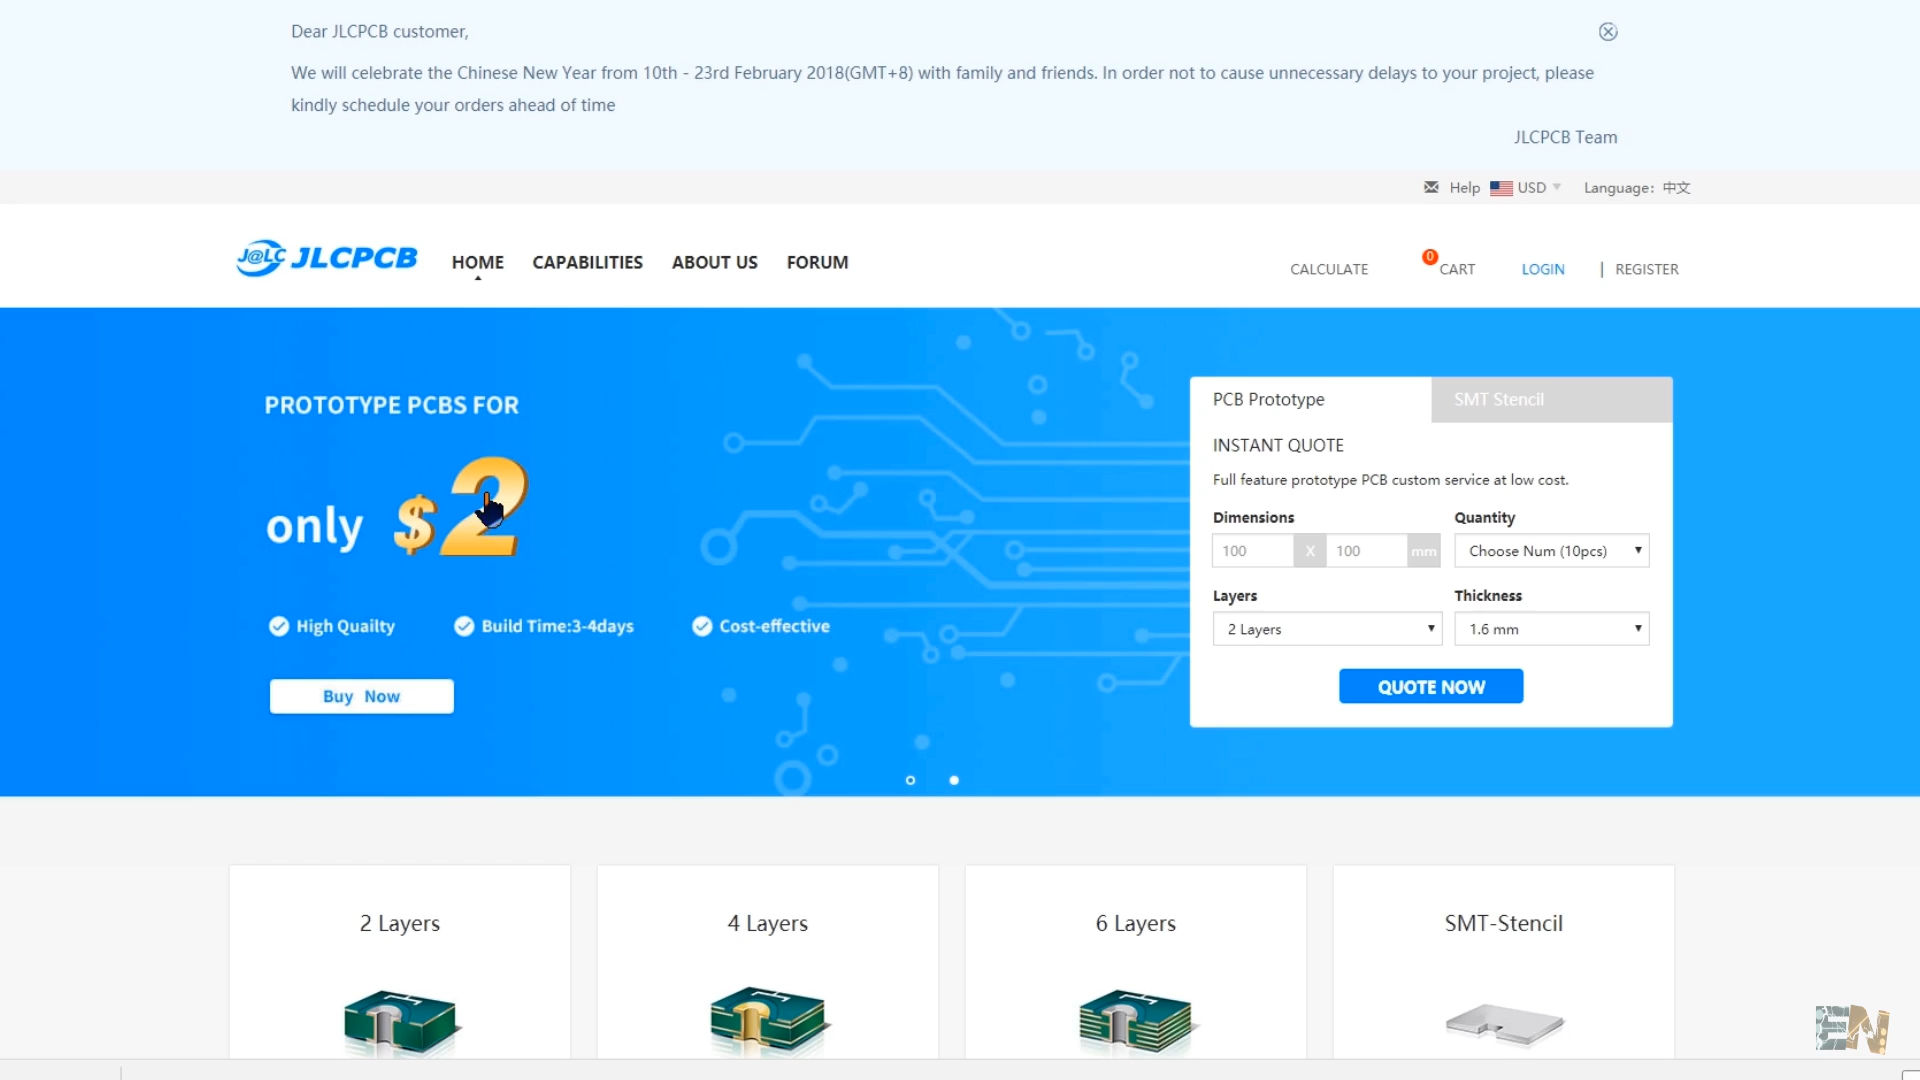 Dear JLCPCB customer,
We will celebrate the Chinese New Year from 10th - 23rd February 2018(GMT+8) with family and friends. In order not to cause unnecessary delays to your project, please
kindly schedule your orders ahead of time
JLCPCB Team
Help USD Language: 中文
J@LC JLCPCB HOME CAPABILITIES ABOUT US FORUM
CALCULATE 0 CART LOGIN | REGISTER
PROTOTYPE PCBS FOR
only $2
High Quailty Build Time:3-4days Cost-effective
Buy Now
PCB Prototype SMT Stencil
INSTANT QUOTE
Full feature prototype PCB custom service at low cost.
Dimensions Quantity
100 X 100 mm Choose Num (10pcs)
Layers Thickness
2 Layers 1.6 mm
QUOTE NOW
2 Layers 4 Layers 6 Layers SMT-Stencil
EN